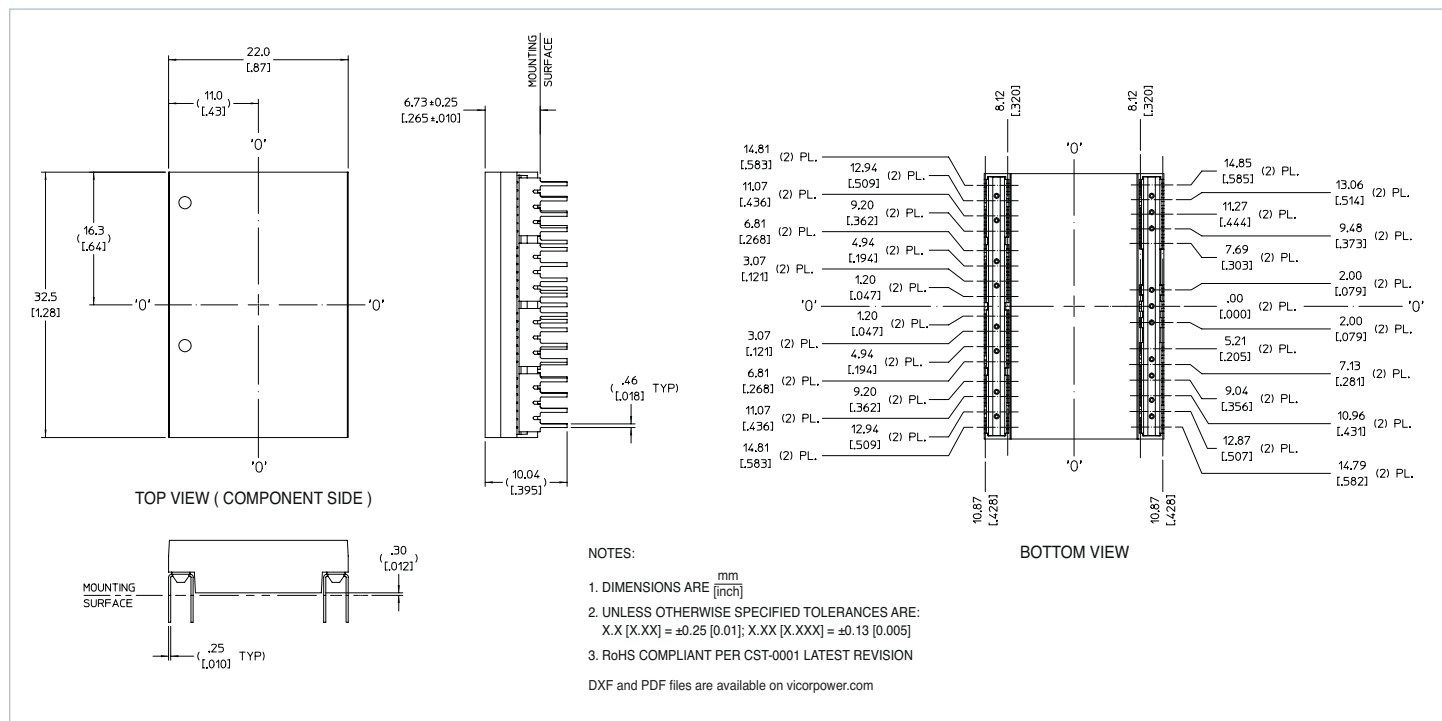 22.0
[.87]
( 11.0 )
[.43]
'0'
16.3
( )
[.64]
32.5
[1.28]
'0'
'0'
'0'
TOP VIEW ( COMPONENT SIDE )
MOUNTING
SURFACE
6.73 ±0.25
[.265 ±.010]
.46
( TYP)
[.018]
( 10.04 )
[.395]
MOUNTING
SURFACE
.30
( )
[.012]
.25
( TYP)
[.010]
8.12
[.320]
8.12
[.320]
'0'
14.81
[.583] (2) PL.
12.94
[.509] (2) PL.
11.07
[.436] (2) PL.
9.20
[.362] (2) PL.
6.81
[.268] (2) PL.
4.94
[.194] (2) PL.
3.07
[.121] (2) PL.
1.20
[.047] (2) PL.
'0'
1.20
[.047] (2) PL.
3.07
[.121] (2) PL.
4.94
[.194] (2) PL.
6.81
[.268] (2) PL.
9.20
[.362] (2) PL.
11.07
[.436] (2) PL.
12.94
[.509] (2) PL.
14.81
[.583] (2) PL.
14.85
[.585] (2) PL.
13.06
[.514] (2) PL.
11.27
[.444] (2) PL.
9.48
[.373] (2) PL.
7.69
[.303] (2) PL.
2.00
[.079] (2) PL.
.00
[.000] (2) PL.
'0'
2.00
[.079] (2) PL.
5.21
[.205] (2) PL.
7.13
[.281] (2) PL.
9.04
[.356] (2) PL.
10.96
[.431] (2) PL.
12.87
[.507] (2) PL.
14.79
[.582] (2) PL.
'0'
10.87
[.428]
10.87
[.428]
BOTTOM VIEW
NOTES:
1. DIMENSIONS ARE mm
[inch]
2. UNLESS OTHERWISE SPECIFIED TOLERANCES ARE:
X.X [X.XX] = ±0.25 [0.01]; X.XX [X.XXX] = ±0.13 [0.005]
3. RoHS COMPLIANT PER CST-0001 LATEST REVISION
DXF and PDF files are available on vicorpower.com